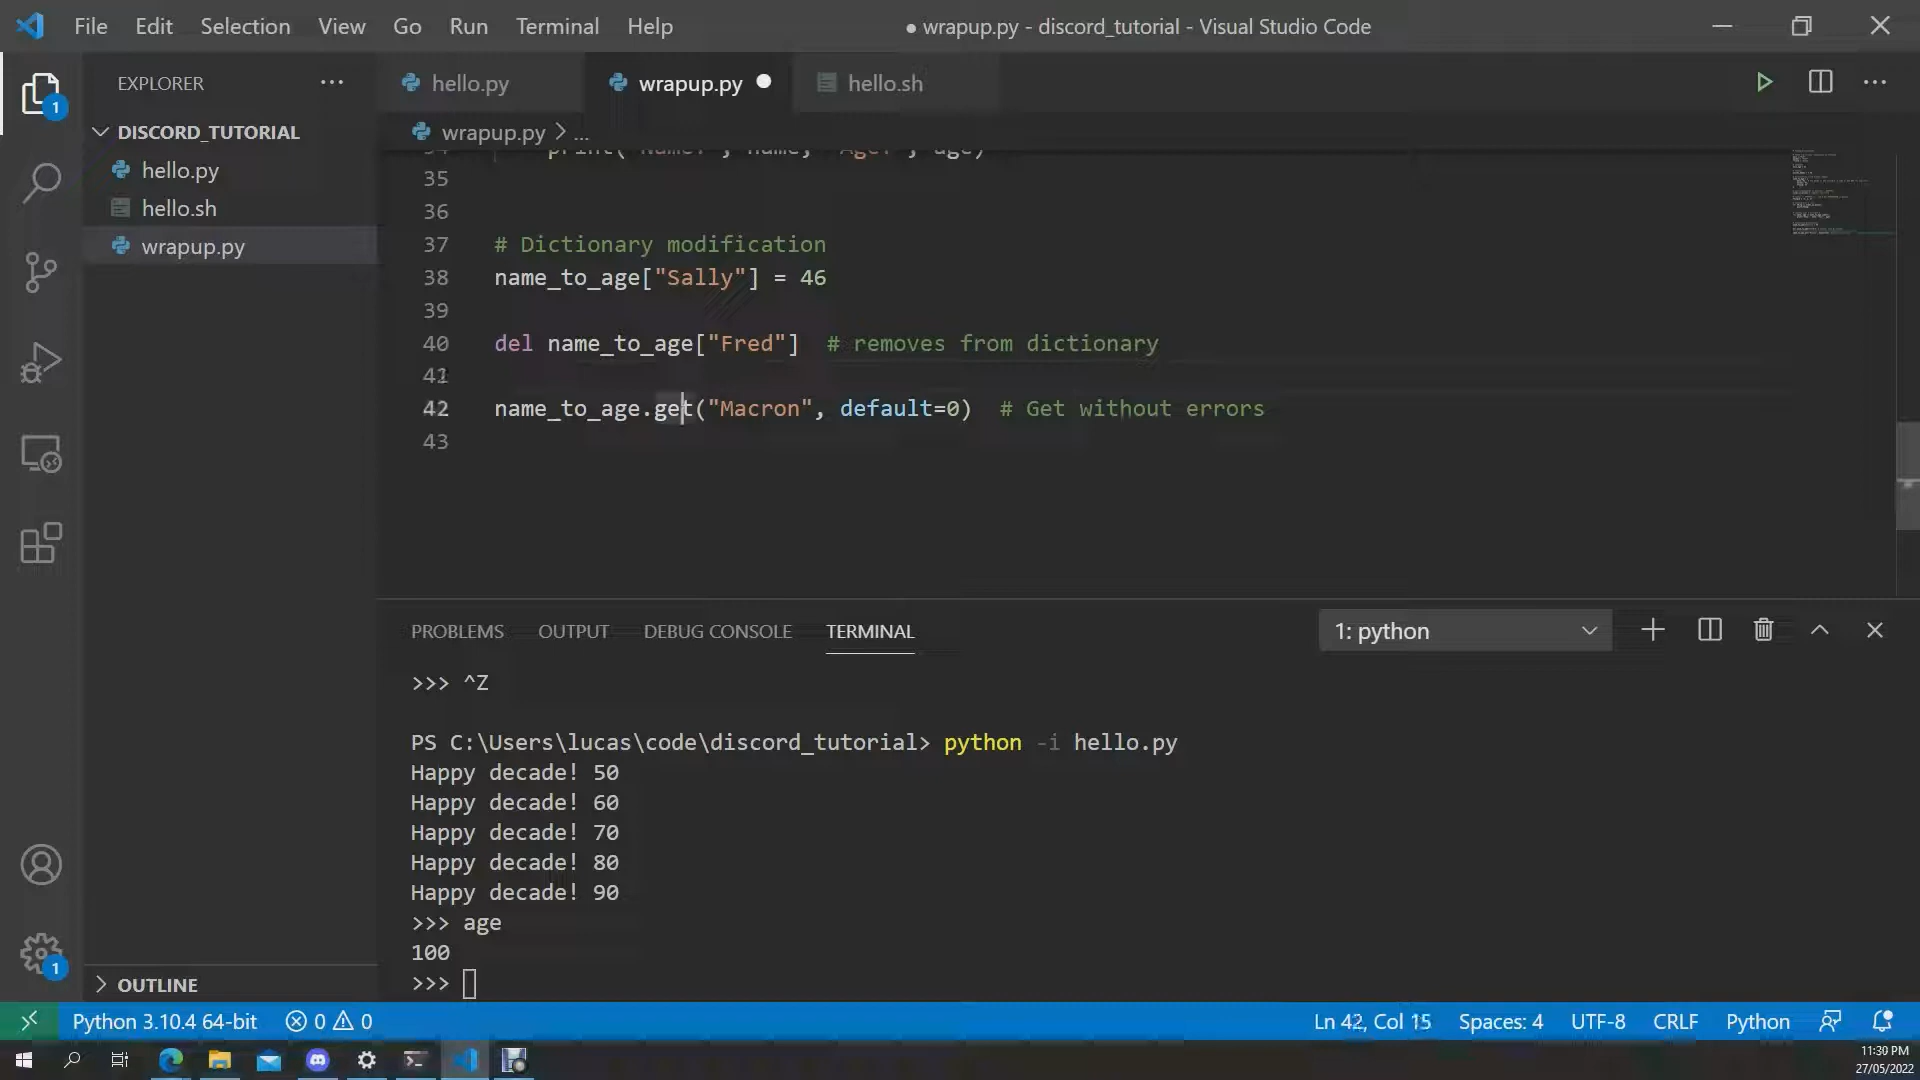 File Edit Selection View Go Run Terminal Help ● wrapup.py - discord_tutorial - Visual Studio Code
EXPLORER ...
hello.py wrapup.py hello.sh
DISCORD_TUTORIAL
wrapup.py > ...
hello.py
hello.sh
wrapup.py
35
36
37 # Dictionary modification
38 name_to_age["Sally"] = 46
39
40 del name_to_age["Fred"] # removes from dictionary
41
42 name_to_age.get("Macron", default=0) # Get without errors
43
PROBLEMS OUTPUT DEBUG CONSOLE TERMINAL 1: python
>>> ^Z
PS C:\Users\lucas\code\discord_tutorial> python -i hello.py
Happy decade! 50
Happy decade! 60
Happy decade! 70
Happy decade! 80
Happy decade! 90
>>> age
100
>>>
OUTLINE
1
1
Python 3.10.4 64-bit 0 0 Ln 42, Col 15 Spaces: 4 UTF-8 CRLF Python
11:30 PM
27/05/2022